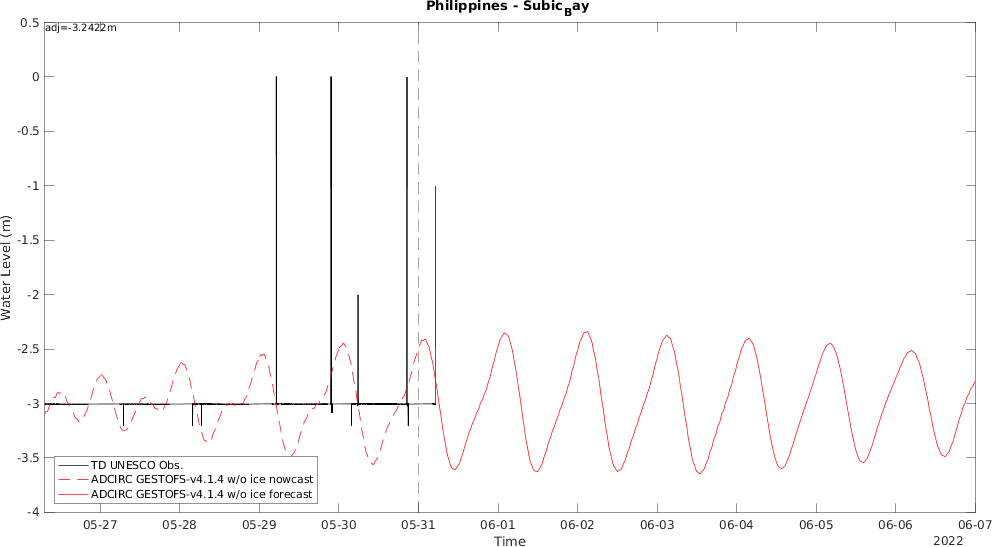 Philippines - Subic_Bay
adj=-3.2422m
0.5
0
-0.5
-1
-1.5
-2
-2.5
-3
-3.5
-4
Water Level (m)
TD UNESCO Obs.
ADCIRC GESTOFS-v4.1.4 w/o ice nowcast
ADCIRC GESTOFS-v4.1.4 w/o ice forecast
05-27 05-28 05-29 05-30 05-31 06-01 06-02 06-03 06-04 06-05 06-06 06-07
Time
2022